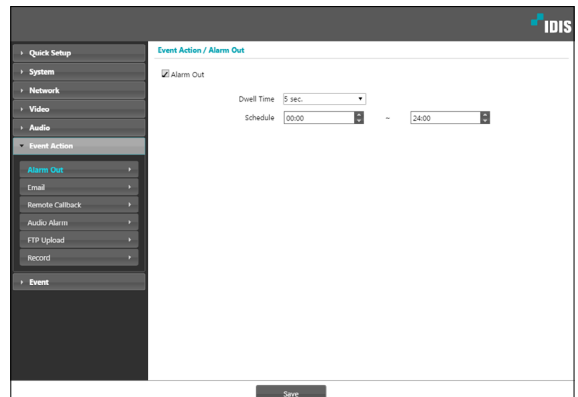 IDIS
Quick Setup
System
Network
Video
Audio
Event Action
Alarm Out
Email
Remote Callback
Audio Alarm
FTP Upload
Record
Event
Event Action / Alarm Out
Alarm Out
Dwell Time 5 sec.
Schedule 00:00 ~ 24:00
Save